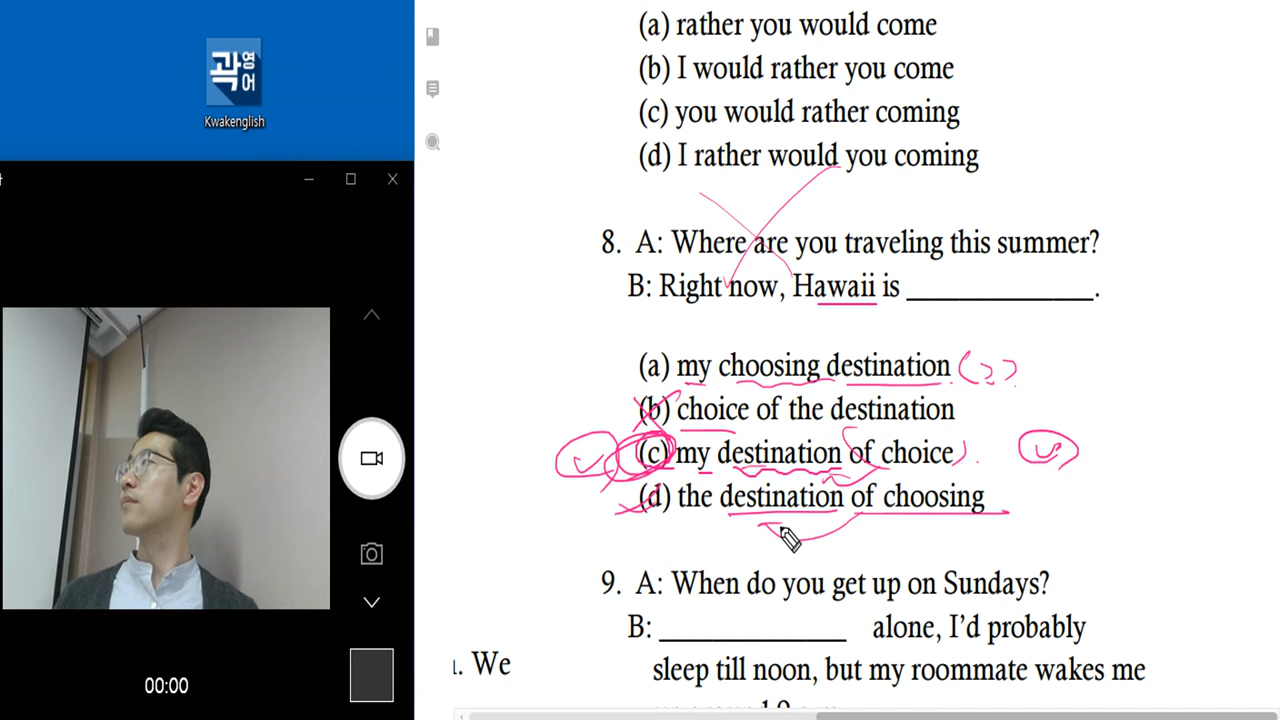 곽영어
Kwakenglish
00:00
(a) rather you would come
(b) I would rather you come
(c) you would rather coming
(d) I rather would you coming
8. A: Where are you traveling this summer?
B: Right now, Hawaii is ______________.
(a) my choosing destination (??
(b) choice of the destination
(c) my destination of choice
(d) the destination of choosing
9. A: When do you get up on Sundays?
B: ______________ alone, I'd probably
. We
sleep till noon, but my roommate wakes me